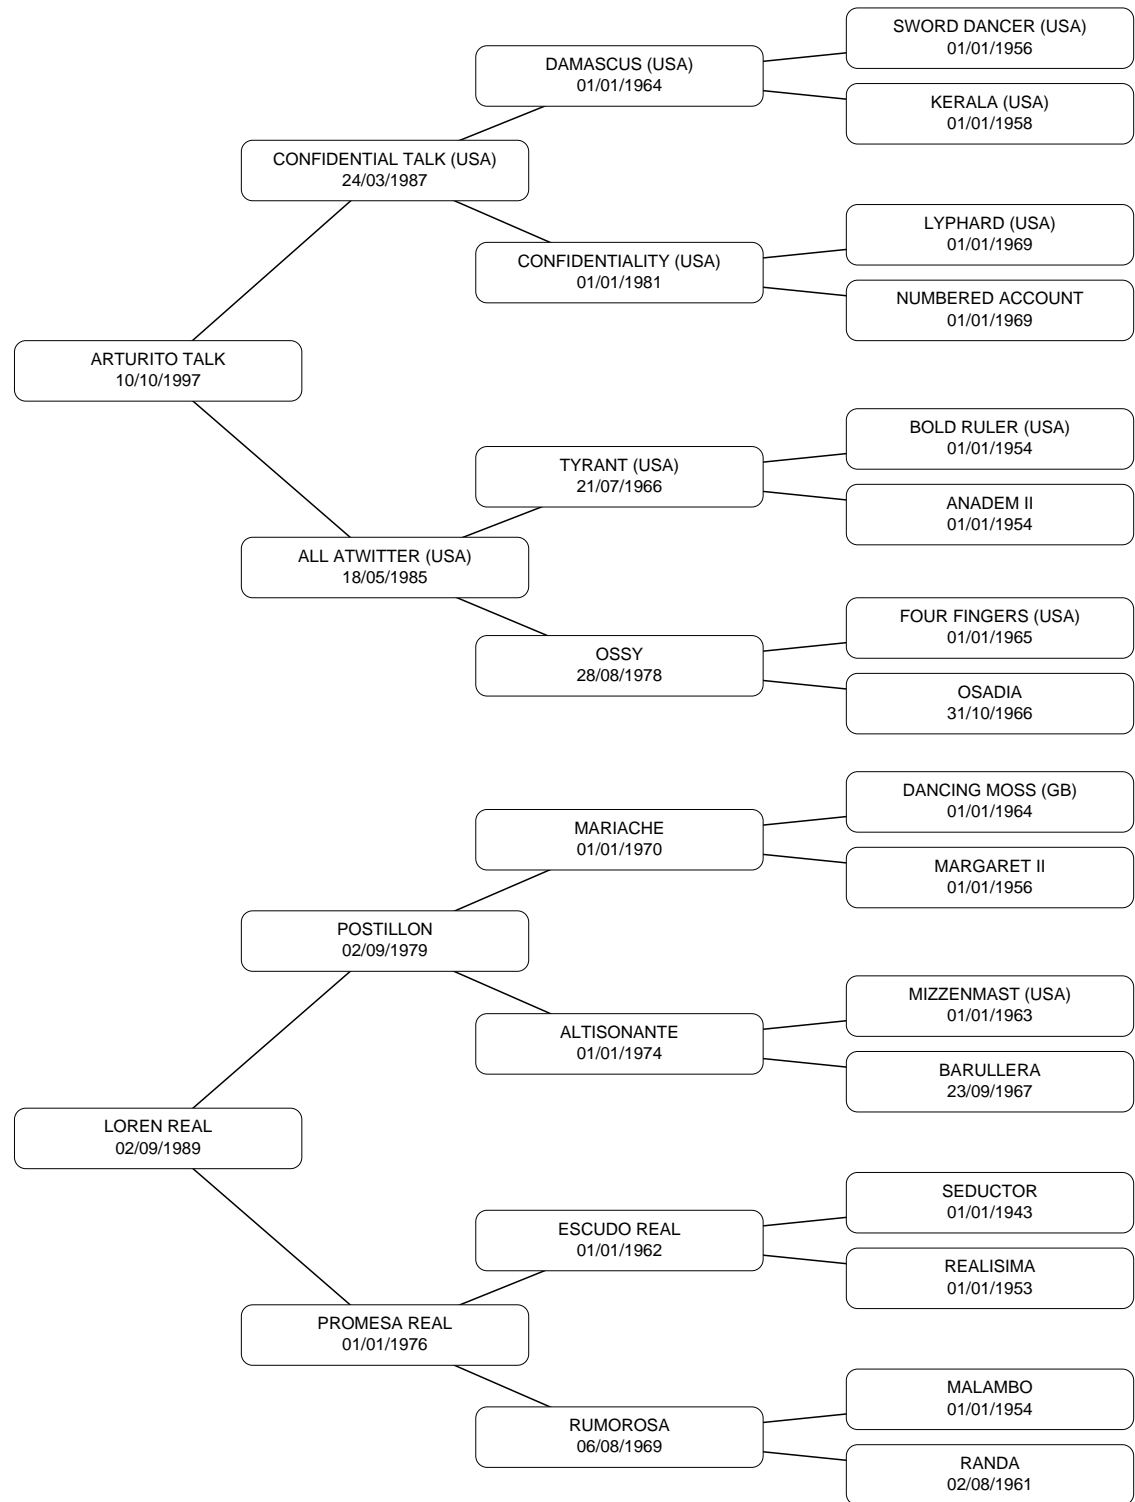 SWORD DANCER (USA)
01/01/1956
DAMASCUS (USA)
01/01/1964
KERALA (USA)
01/01/1958
CONFIDENTIAL TALK (USA)
24/03/1987
LYPHARD (USA)
01/01/1969
CONFIDENTIALITY (USA)
01/01/1981
NUMBERED ACCOUNT
01/01/1969
ARTURITO TALK
10/10/1997
BOLD RULER (USA)
01/01/1954
TYRANT (USA)
21/07/1966
ANADEM II
01/01/1954
ALL ATWITTER (USA)
18/05/1985
FOUR FINGERS (USA)
01/01/1965
OSSY
28/08/1978
OSADIA
31/10/1966
DANCING MOSS (GB)
01/01/1964
MARIACHE
01/01/1970
MARGARET II
01/01/1956
POSTILLON
02/09/1979
MIZZENMAST (USA)
01/01/1963
ALTISONANTE
01/01/1974
BARULLERA
23/09/1967
LOREN REAL
02/09/1989
SEDUCTOR
01/01/1943
ESCUDO REAL
01/01/1962
REALISIMA
01/01/1953
PROMESA REAL
01/01/1976
MALAMBO
01/01/1954
RUMOROSA
06/08/1969
RANDA
02/08/1961